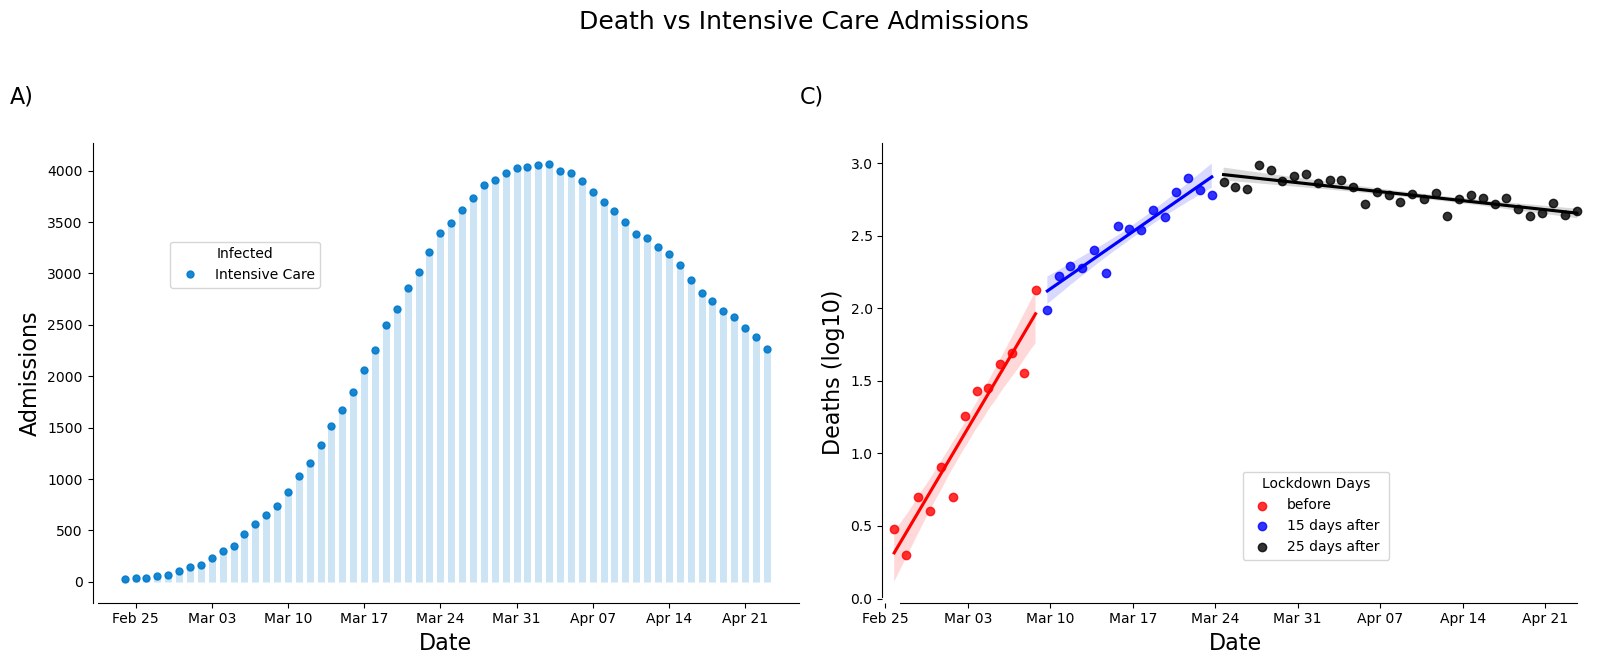 Death vs Intensive Care Admissions
A)
Admissions
4000
3500
3000
2500
2000
1500
1000
500
0
Infected
Intensive Care
Feb 25 Mar 03 Mar 10 Mar 17 Mar 24 Mar 31 Apr 07 Apr 14 Apr 21
Date
C)
Deaths (log10)
3.0
2.5
2.0
1.5
1.0
0.5
0.0
Lockdown Days
before
15 days after
25 days after
Feb 25 Mar 03 Mar 10 Mar 17 Mar 24 Mar 31 Apr 07 Apr 14 Apr 21
Date